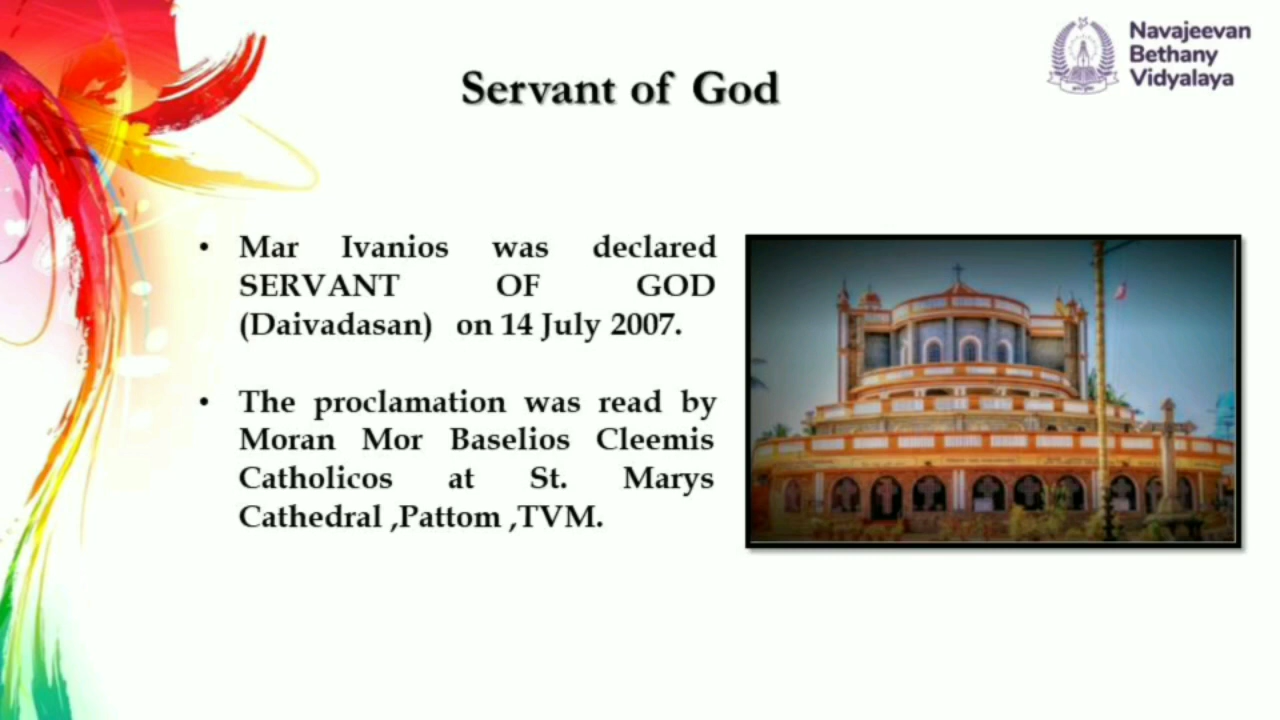 Navajeevan
Bethany
Vidyalaya
Servant of God
• Mar Ivanios was declared
SERVANT OF GOD
(Daivadasan) on 14 July 2007.
• The proclamation was read by
Moran Mor Baselios Cleemis
Catholicos at St. Marys
Cathedral ,Pattom ,TVM.